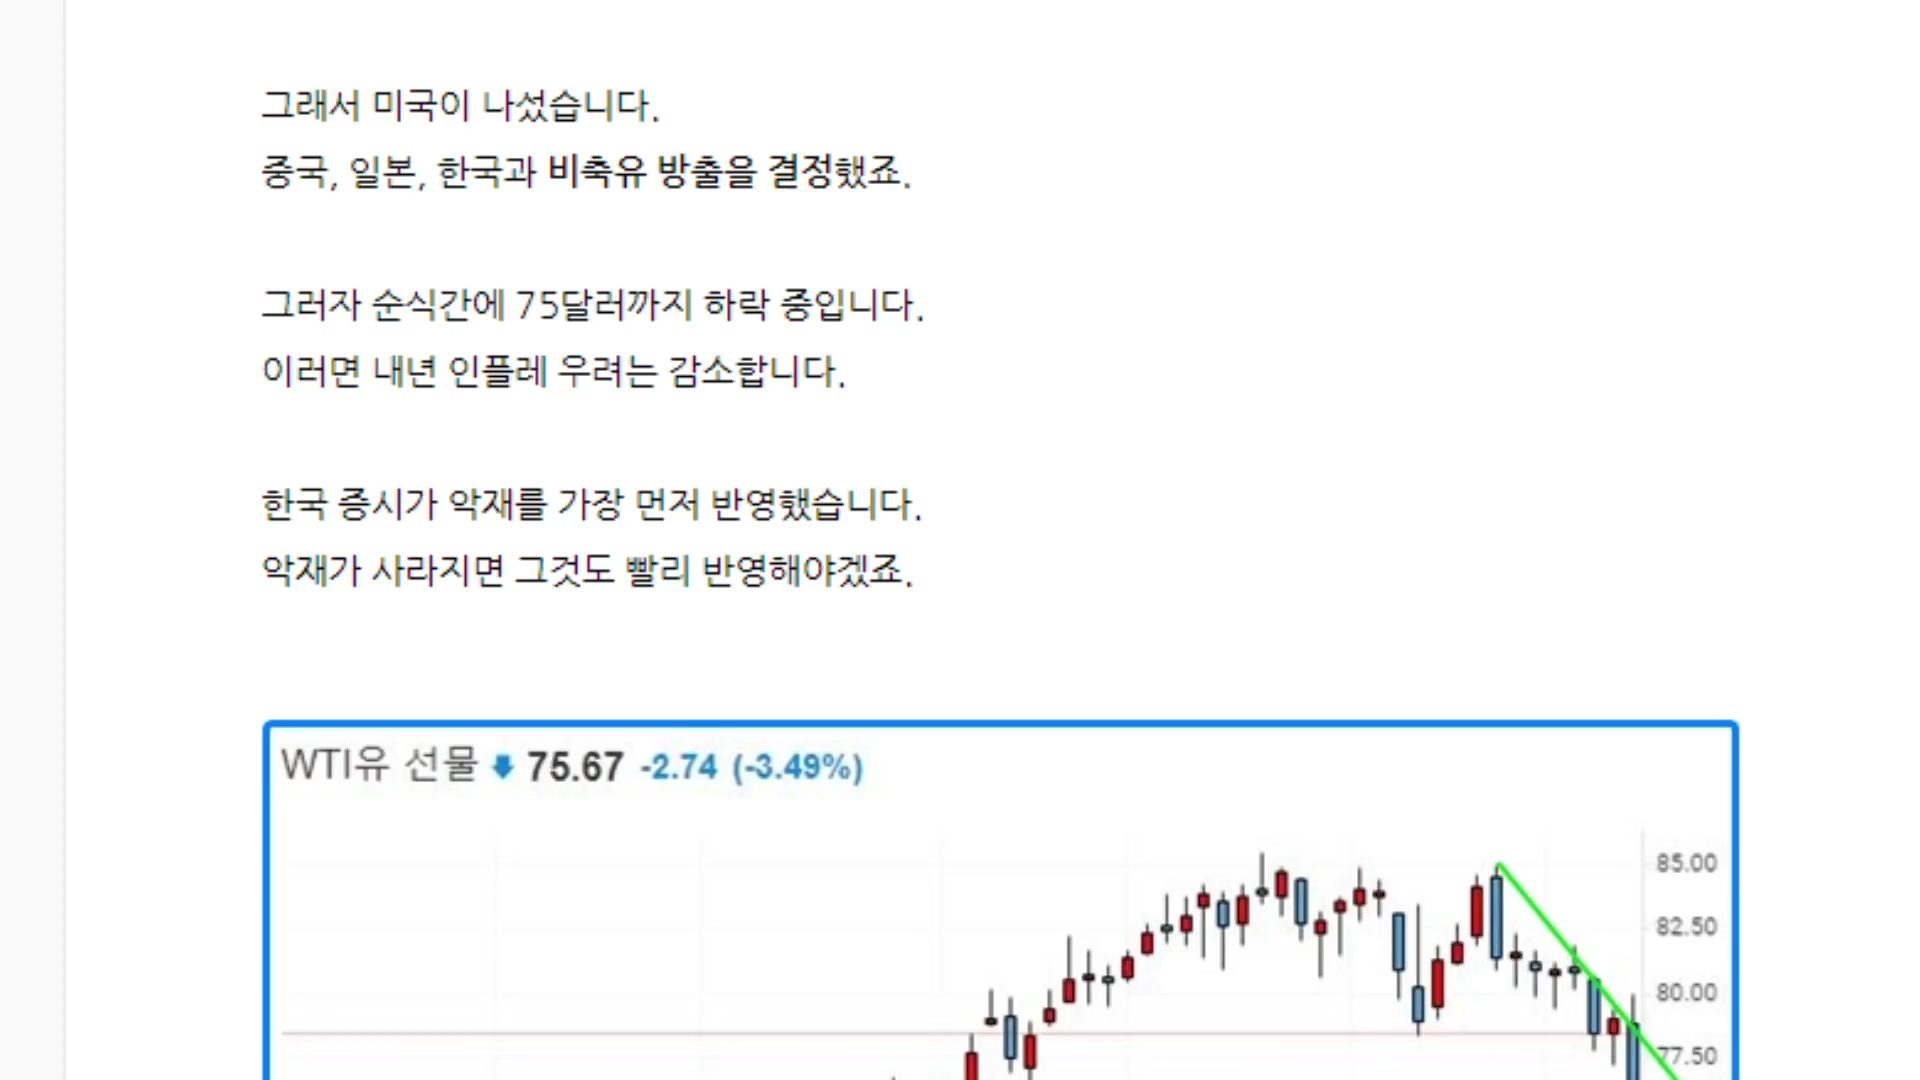 그래서 미국이 나섰습니다.
중국, 일본, 한국과 비축유 방출을 결정했죠.
그러자 순식간에 75달러까지 하락 중입니다.
이러면 내년 인플레 우려는 감소합니다.
한국 증시가 악재를 가장 먼저 반영했습니다.
악재가 사라지면 그것도 빨리 반영해야겠죠.
WTI유 선물 75.67 -2.74 (-3.49%)
85.00
82.50
80.00
77.50